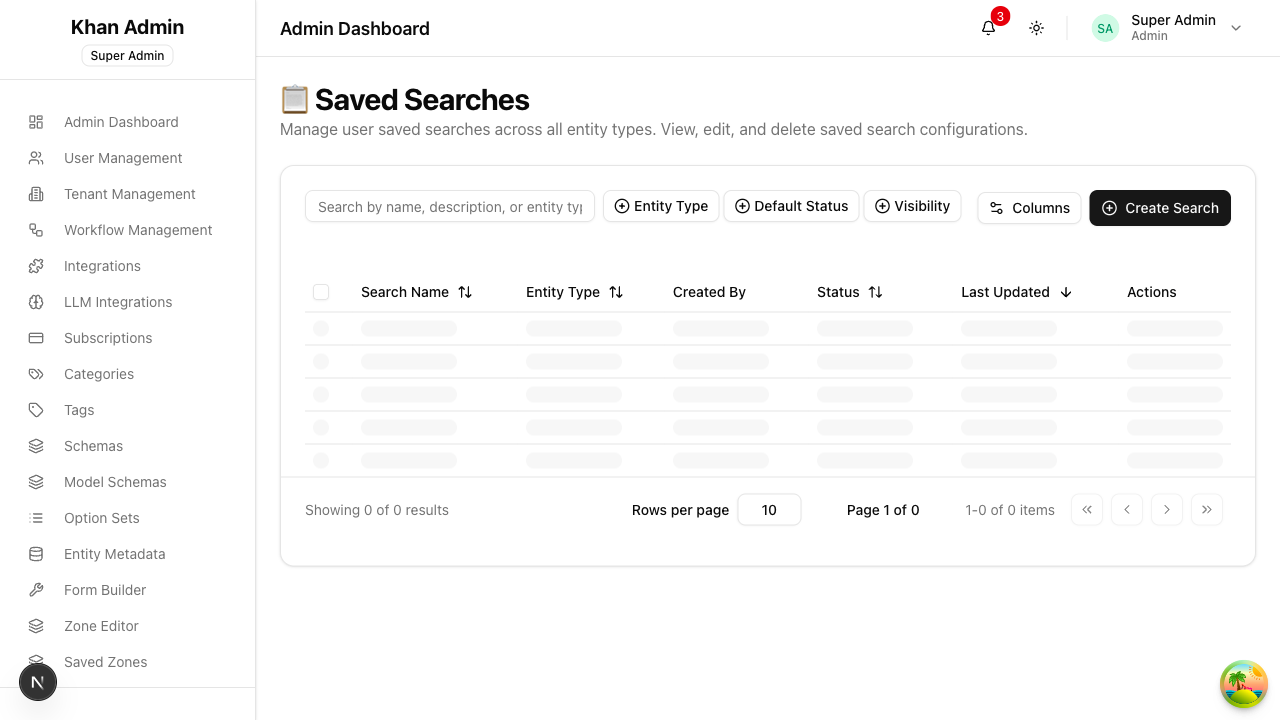 Khan Admin
Super Admin
Admin Dashboard
User Management
Tenant Management
Workflow Management
Integrations
LLM Integrations
Subscriptions
Categories
Tags
Schemas
Model Schemas
Option Sets
Entity Metadata
Form Builder
Zone Editor
Saved Zones
N
Admin Dashboard
3
SA
Super Admin
Admin
Saved Searches
Manage user saved searches across all entity types. View, edit, and delete saved search configurations.
Search by name, description, or entity typ
Entity Type
Default Status
Visibility
Columns
Create Search
Search Name
Entity Type
Created By
Status
Last Updated
Actions
Showing 0 of 0 results
Rows per page
10
Page 1 of 0
1-0 of 0 items